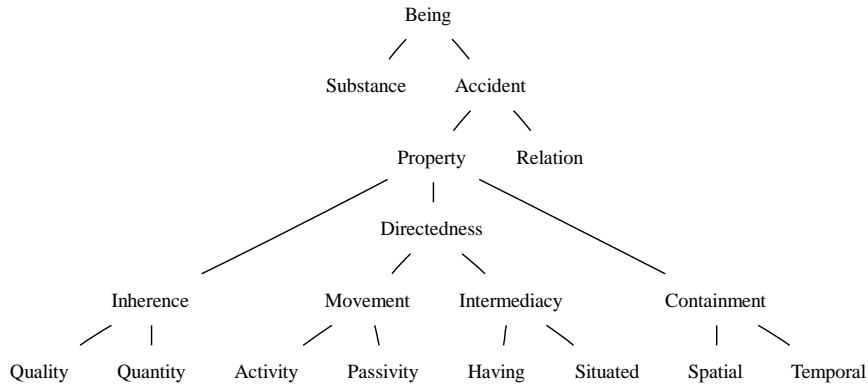 Being
Substance Accident
Property Relation
Directedness
Inherence Movement Intermediacy Containment
Quality Quantity Activity Passivity Having Situated Spatial Temporal